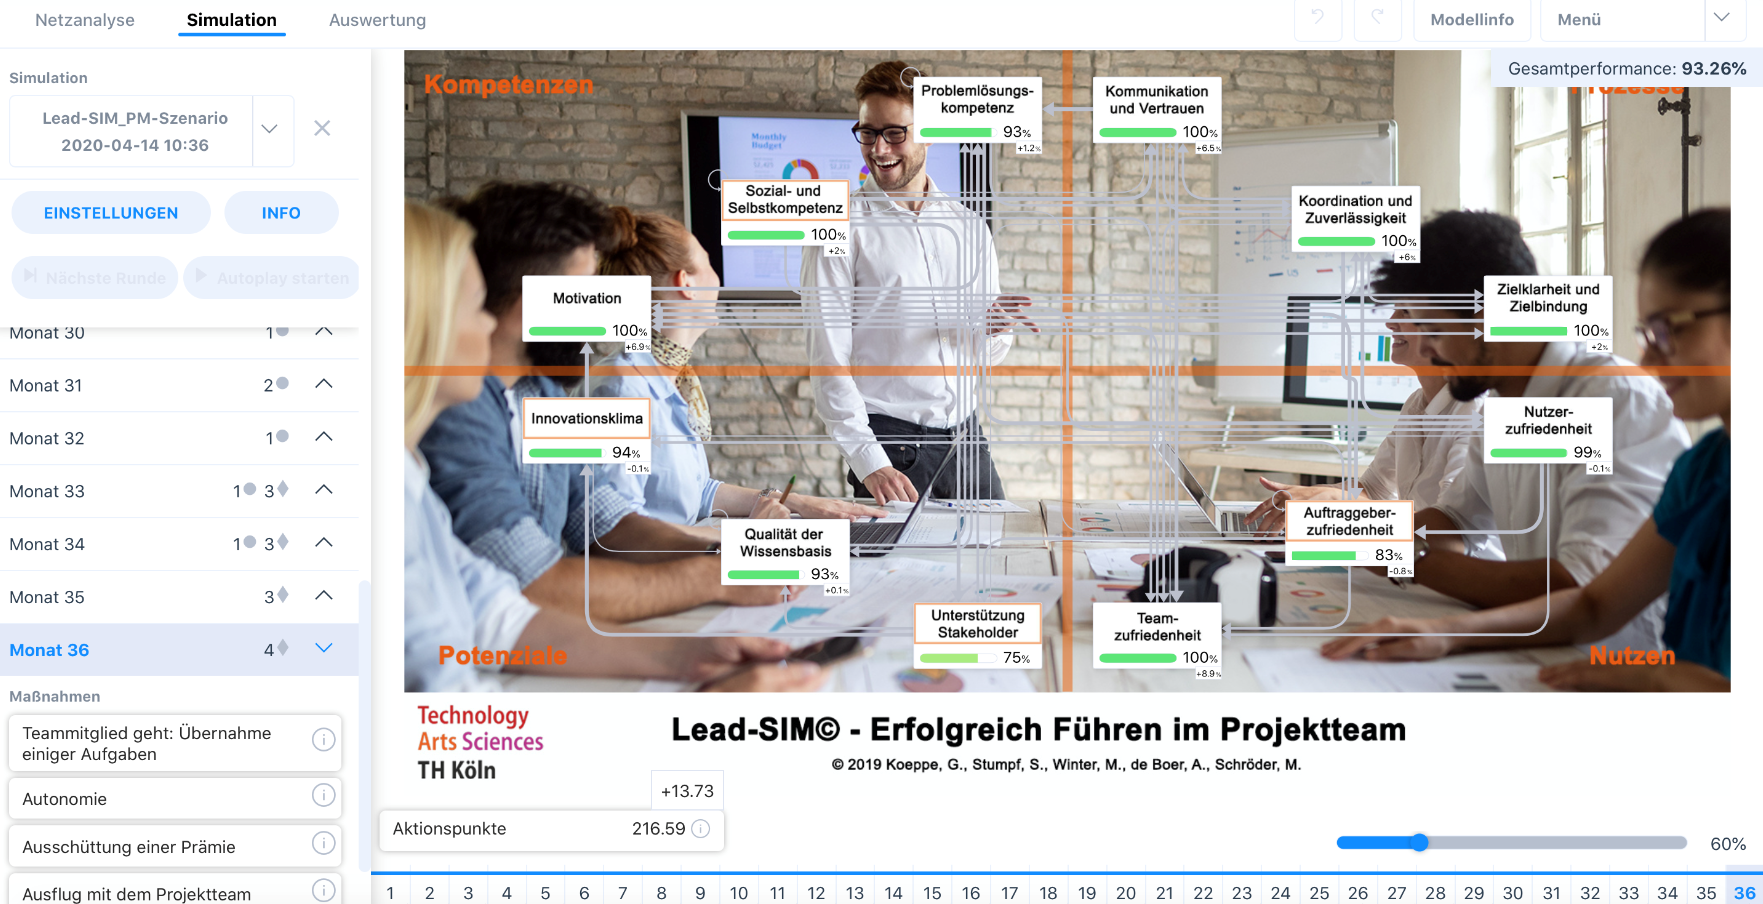 Netzanalyse
Simulation
Auswertung
Modellinfo
Menü
Simulation
Lead-SIM_PM-Szenario
2020-04-14 10:36
EINSTELLUNGEN
INFO
Nächste Runde
Autoplay starten
Monat 30
1
Monat 31
2
Monat 32
1
Monat 33
1 3
Monat 34
1 3
Monat 35
3
Monat 36
4
Maßnahmen
Teammitglied geht: Übernahme
einiger Aufgaben
Autonomie
Ausschüttung einer Prämie
Ausflug mit dem Projektteam
Gesamtperformance: 93.26%
Kompetenzen
Prozesse
Monthly
Budget
Problemlösungs-
kompetenz
93%
+1.2%
Kommunikation
und Vertrauen
100%
+6.5%
Sozial- und
Selbstkompetenz
100%
+2%
Koordination und
Zuverlässigkeit
100%
+6%
Motivation
100%
+6.9%
Zielklarheit und
Zielbindung
100%
+2%
Innovationsklima
94%
-0.1%
Nutzer-
zufriedenheit
99%
-0.1%
Qualität der
Wissensbasis
93%
+0.1%
Auftraggeber-
zufriedenheit
83%
-0.8%
Unterstützung
Stakeholder
75%
Team-
zufriedenheit
100%
+8.9%
Potenziale
Nutzen
Technology
Arts Sciences
TH Köln
Lead-SIM© - Erfolgreich Führen im Projektteam
© 2019 Koeppe, G., Stumpf, S., Winter, M., de Boer, A., Schröder, M.
+13.73
Aktionspunkte 216.59
60%
1 2 3 4 5 6 7 8 9 10 11 12 13 14 15 16 17 18 19 20 21 22 23 24 25 26 27 28 29 30 31 32 33 34 35 36